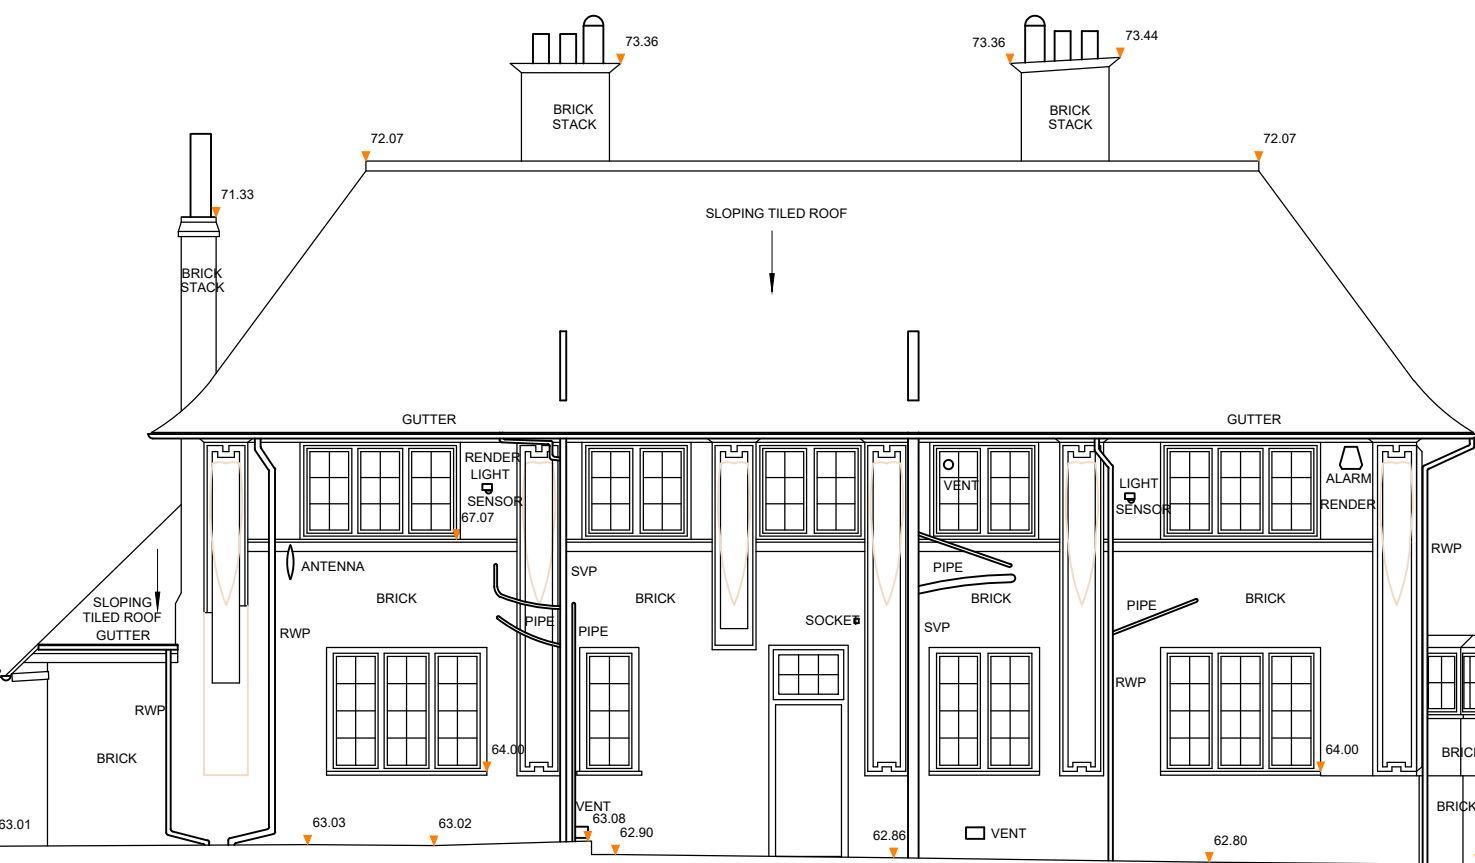 73.36
73.36
73.44
BRICK
STACK
BRICK
STACK
72.07
72.07
71.33
SLOPING TILED ROOF
BRICK
STACK
GUTTER
GUTTER
RENDER
LIGHT
SENSOR
VENT
LIGHT
SENSOR
ALARM
RENDER
67.07
RWP
ANTENNA
SVP
PIPE
BRICK
BRICK
BRICK
BRICK
SLOPING
TILED ROOF
GUTTER
PIPE
SOCKET
PIPE
PIPE
RWP
SVP
RWP
RWP
64.00
64.00
BRICK
BRICK
VENT
BRICK
63.01
63.03
63.02
63.08
62.90
62.86
VENT
62.80